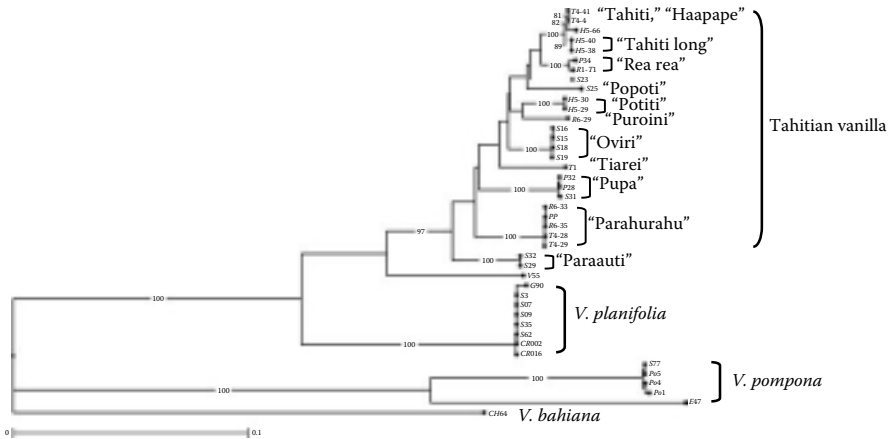 81
T4-41
"Tahiti," "Haapape"
82
T4-4
H5-66
100
H5-40
"Tahiti long"
89
H5-38
P34
"Rea rea"
100
R1-T1
S23
S25
"Popoti"
H5-30
"Potiti"
100
H5-29
R6-29
"Puroini"
S16
S15
"Oviri"
100
S18
S19
T1
"Tiarei"
P32
"Pupa"
100
P28
S31
R6-33
PP
"Parahurahu"
R6-35
100
T4-28
T4-29
Tahitian vanilla
97
S32
"Paraauti"
100
S29
V55
100
G90
S3
S07
S09
V. planifolia
S35
S62
100
CR002
CR016
S77
100
Po5
V. pompona
Po4
100
Po1
E47
CH64
V. bahiana
0
0.1